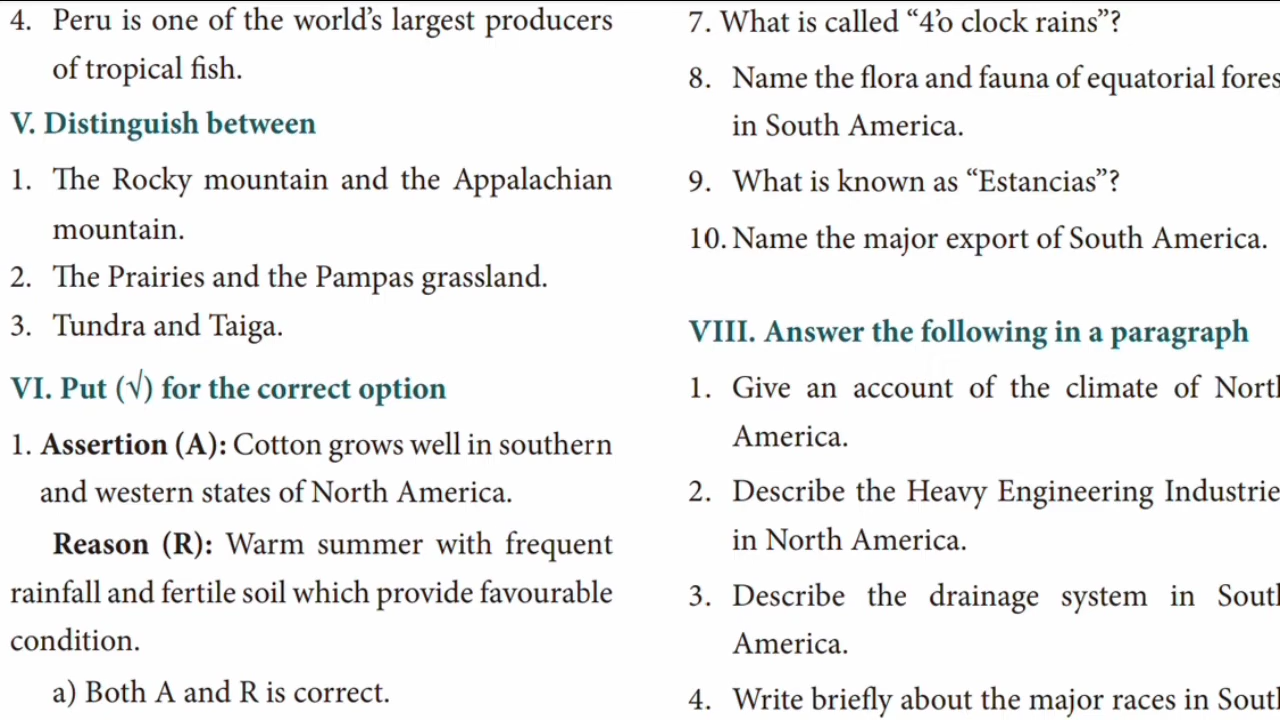 4. Peru is one of the world’s largest producers
of tropical fish.
V. Distinguish between
1. The Rocky mountain and the Appalachian
mountain.
2. The Prairies and the Pampas grassland.
3. Tundra and Taiga.
VI. Put (√) for the correct option
1. Assertion (A): Cotton grows well in southern
and western states of North America.
Reason (R): Warm summer with frequent
rainfall and fertile soil which provide favourable
condition.
a) Both A and R is correct.
7. What is called “4’o clock rains”?
8. Name the flora and fauna of equatorial fores
in South America.
9. What is known as “Estancias”?
10. Name the major export of South America.
VIII. Answer the following in a paragraph
1. Give an account of the climate of Nort
America.
2. Describe the Heavy Engineering Industrie
in North America.
3. Describe the drainage system in Sout
America.
4. Write briefly about the major races in Sout